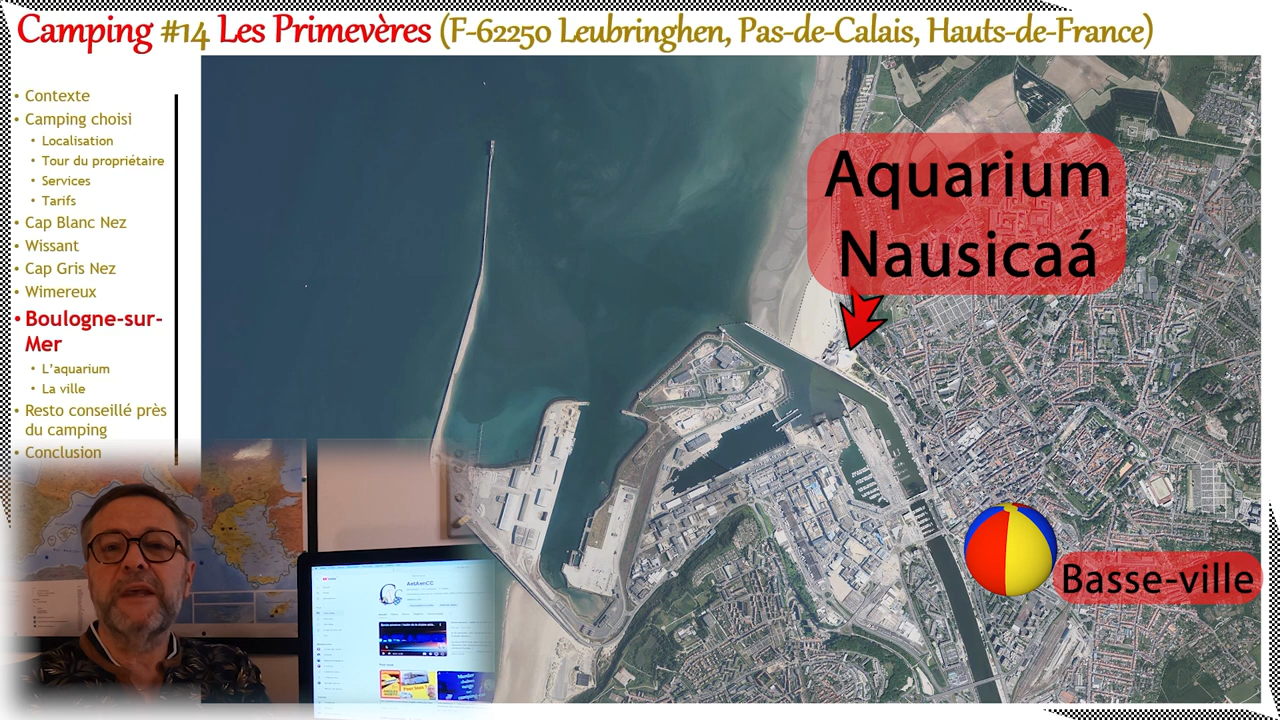 Camping #14 Les Primevères (F-62250 Leubringhen, Pas-de-Calais, Hauts-de-France)
• Contexte
• Camping choisi
• Localisation
• Tour du propriétaire
• Services
• Tarifs
• Cap Blanc Nez
• Wissant
• Cap Gris Nez
• Wimereux
• Boulogne-sur-
Mer
• L'aquarium
• La ville
• Resto conseillé près
du camping
• Conclusion
Aquarium
Nausicaá
Basse-ville